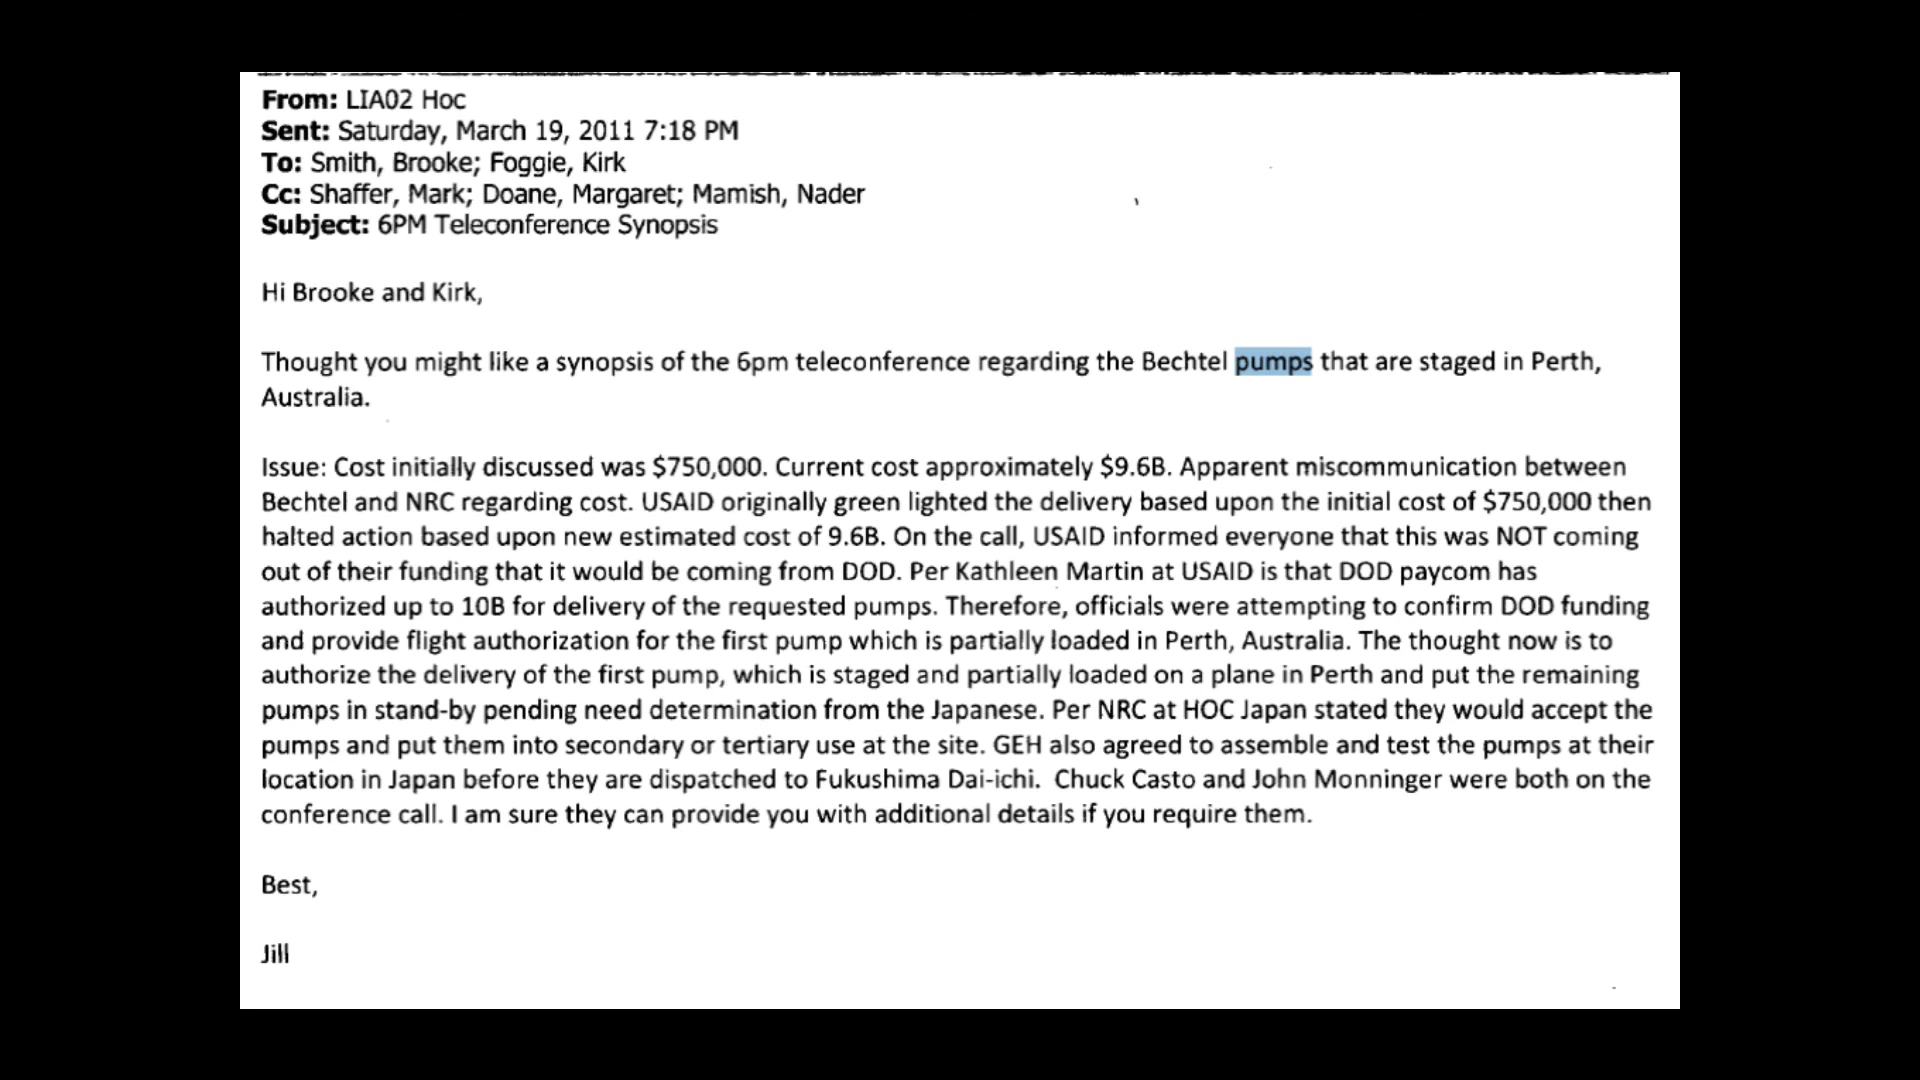 From: LIA02 Hoc
Sent: Saturday, March 19, 2011 7:18 PM
To: Smith, Brooke; Foggie, Kirk
Cc: Shaffer, Mark; Doane, Margaret; Mamish, Nader
Subject: 6PM Teleconference Synopsis
Hi Brooke and Kirk,
Thought you might like a synopsis of the 6pm teleconference regarding the Bechtel pumps that are staged in Perth,
Australia.
Issue: Cost initially discussed was $750,000. Current cost approximately $9.6B. Apparent miscommunication between
Bechtel and NRC regarding cost. USAID originally green lighted the delivery based upon the initial cost of $750,000 then
halted action based upon new estimated cost of 9.6B. On the call, USAID informed everyone that this was NOT coming
out of their funding that it would be coming from DOD. Per Kathleen Martin at USAID is that DOD paycom has
authorized up to 10B for delivery of the requested pumps. Therefore, officials were attempting to confirm DOD funding
and provide flight authorization for the first pump which is partially loaded in Perth, Australia. The thought now is to
authorize the delivery of the first pump, which is staged and partially loaded on a plane in Perth and put the remaining
pumps in stand-by pending need determination from the Japanese. Per NRC at HOC Japan stated they would accept the
pumps and put them into secondary or tertiary use at the site. GEH also agreed to assemble and test the pumps at their
location in Japan before they are dispatched to Fukushima Dai-ichi.  Chuck Casto and John Monninger were both on the
conference call. I am sure they can provide you with additional details if you require them.
Best,
Jill